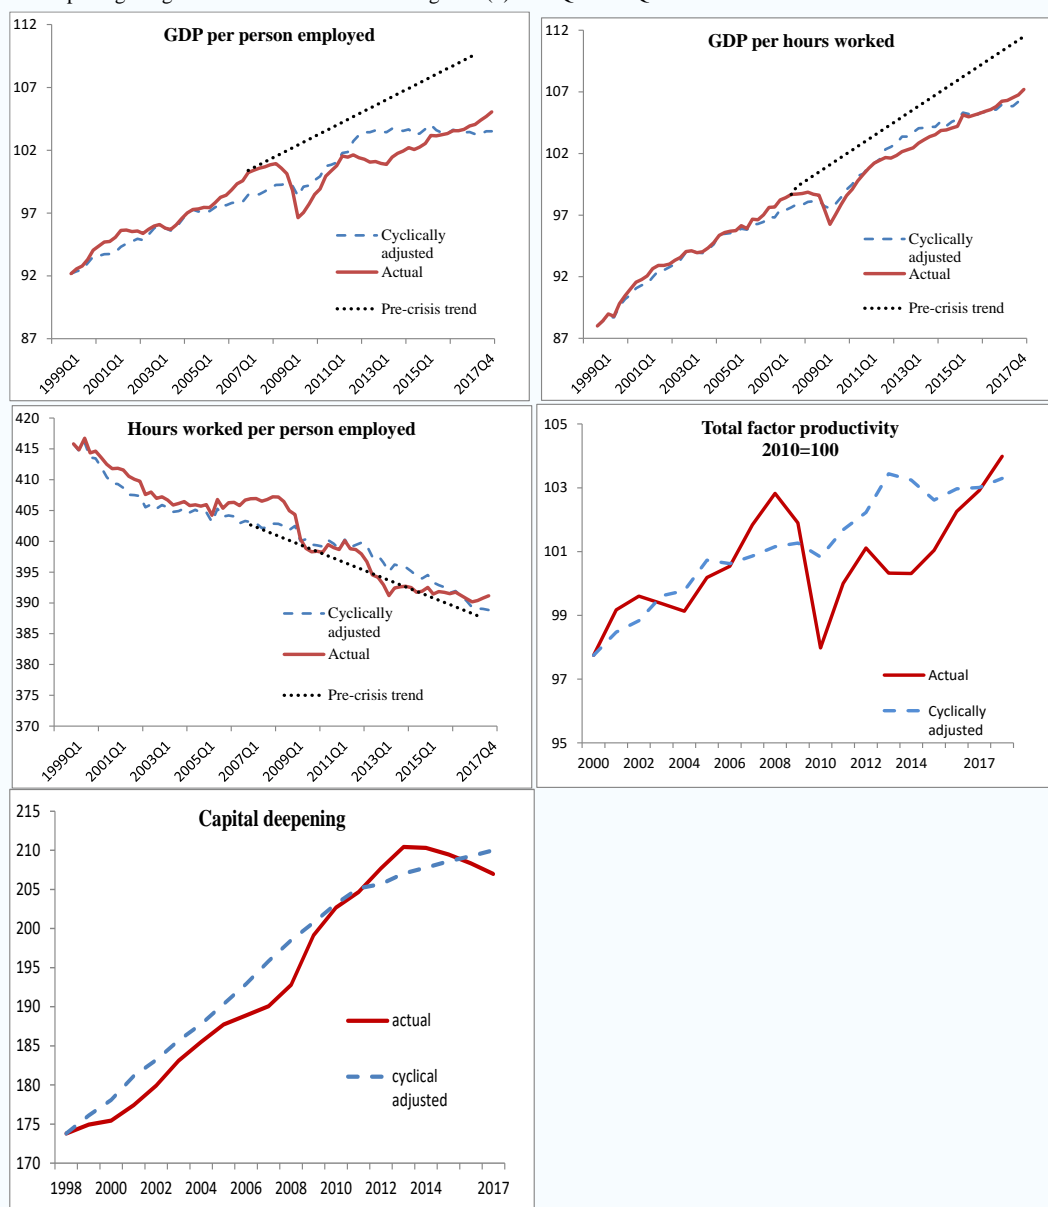 GDP per person employed
112
107
102
97
92
87
Cyclically
adjusted
Actual
Pre-crisis trend
1999Q1
2001Q1
2003Q1
2005Q1
2007Q1
2009Q1
2011Q1
2013Q1
2015Q1
2017Q4
GDP per hours worked
112
107
102
97
92
87
Cyclically
adjusted
Actual
Pre-crisis trend
1999Q1
2001Q1
2003Q1
2005Q1
2007Q1
2009Q1
2011Q1
2013Q1
2015Q1
2017Q4
Hours worked per person employed
420
415
410
405
400
395
390
385
380
375
370
Cyclically
adjusted
Actual
Pre-crisis trend
1999Q1
2001Q1
2003Q1
2005Q1
2007Q1
2009Q1
2011Q1
2013Q1
2015Q1
2017Q4
Total factor productivity
2010=100
105
103
101
99
97
95
Actual
Cyclically
adjusted
2000 2002 2004 2006 2008 2010 2012 2014 2017
Capital deepening
215
210
205
200
195
190
185
180
175
170
actual
cyclical
adjusted
1998 2000 2002 2004 2006 2008 2010 2012 2014 2017